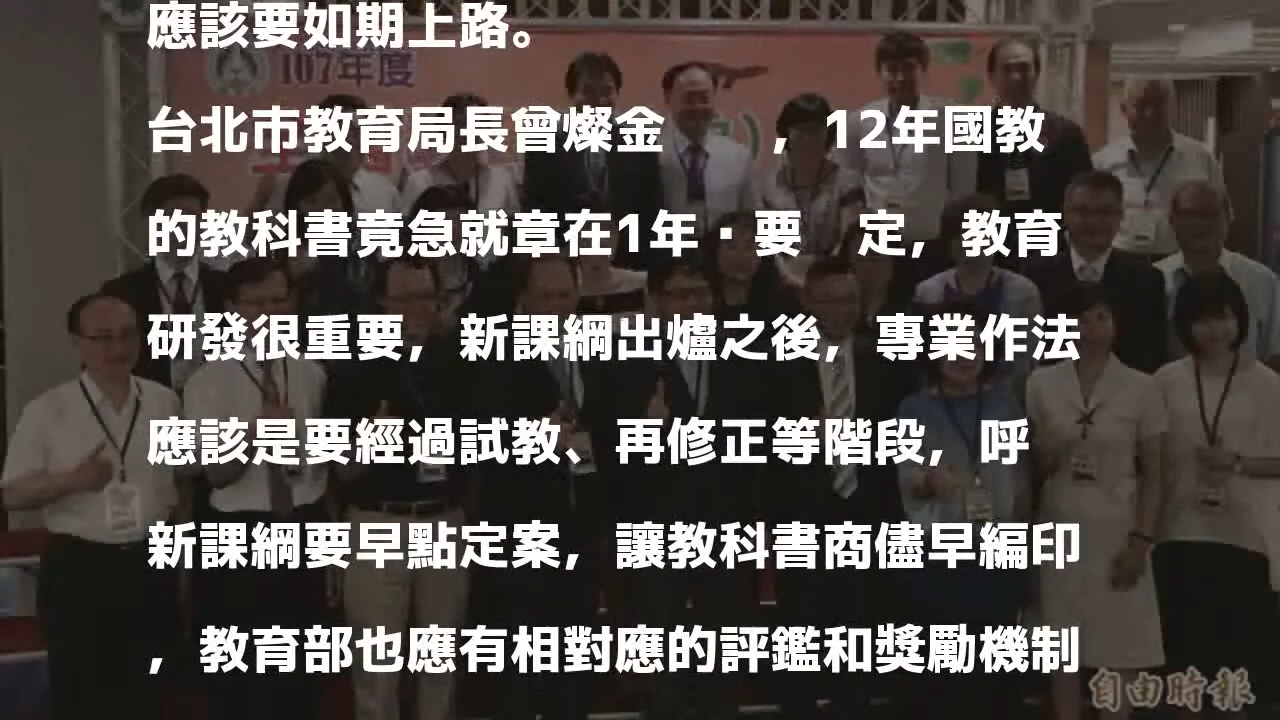 應該要如期上路。
107年度
台北市教育局長曾燦金 ，12年國教
的教科書竟急就章在1年·要 定，教育
研發很重要，新課綱出爐之後，專業作法
應該是要經過試教、再修正等階段，呼
新課綱要早點定案，讓教科書商儘早編印
，教育部也應有相對應的評鑑和獎勵機制
自由時報